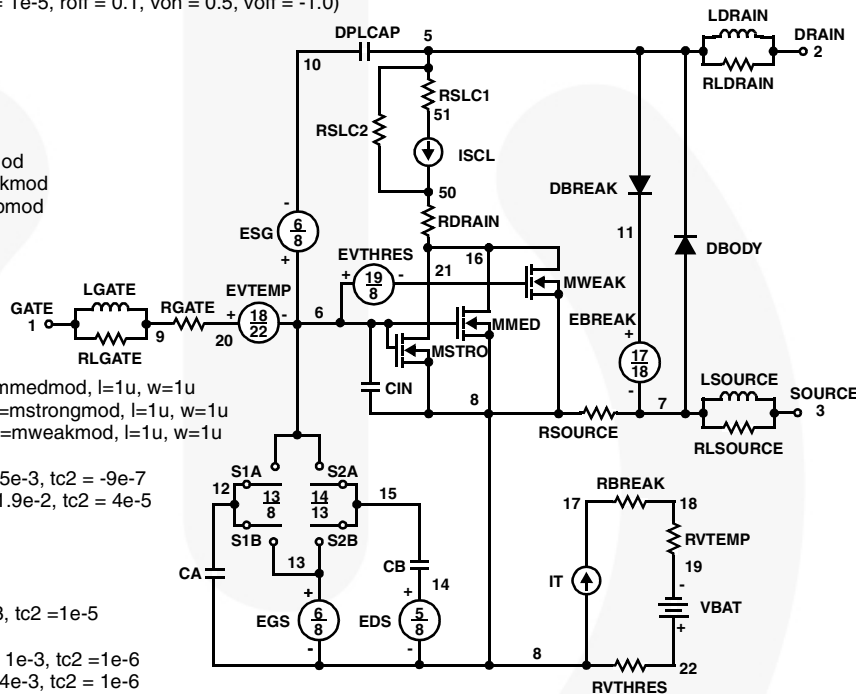 = 1e-5, roff = 0.1, von = 0.5, voff = -1.0)
LDRAIN
DPLCAP
5
DRAIN
2
10
RLDRAIN
RSLC1
51
RSLC2
ISCL
od
kmod
omod
50
DBREAK
-
RDRAIN
ESG
6
8
11
DBODY
+
EVTHRES
16
21
+
19
8
-
MWEAK
LGATE
EVTEMP
GATE
1
RGATE
+
18
22
-
6
MMED
EBREAK
+
9
20
MSTRO
17
18
-
RLGATE
LSOURCE
CIN
SOURCE
3
mmedmod, l=1u, w=1u
8
7
=mstrongmod, l=1u, w=1u
=mweakmod, l=1u, w=1u
RSOURCE
RLSOURCE
5e-3, tc2 = -9e-7
S1A
S2A
RBREAK
1.9e-2, tc2 = 4e-5
12
13
8
14
13
15
17
18
S1B
S2B
RVTEMP
13
CB
19
CA
IT
-
14
+
+
VBAT
3, tc2 =1e-5
EGS
6
8
EDS
5
8
+
-
-
8
1e-3, tc2 =1e-6
22
4e-3, tc2 = 1e-6
RVTHRES